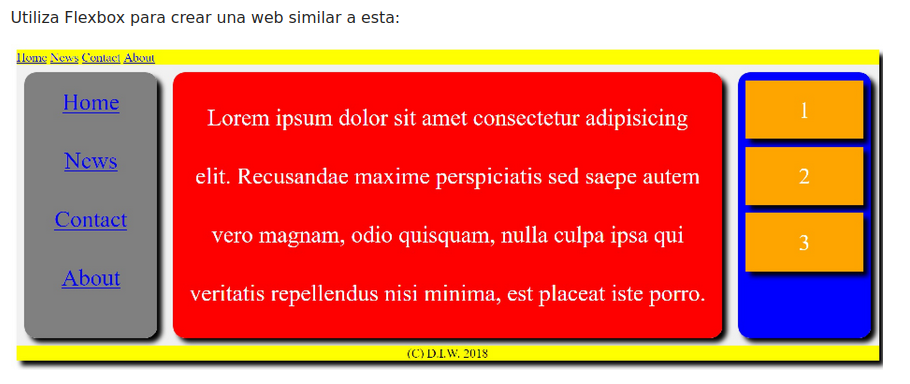 Utiliza Flexbox para crear una web similar a esta:
Home News Contact About
Home
News
Contact
About
Lorem ipsum dolor sit amet consectetur adipisicing
elit. Recusandae maxime perspiciatis sed saepe autem
vero magnam, odio quisquam, nulla culpa ipsa qui
veritatis repellendus nisi minima, est placeat iste porro.
1
2
3
(C) D.I.W. 2018